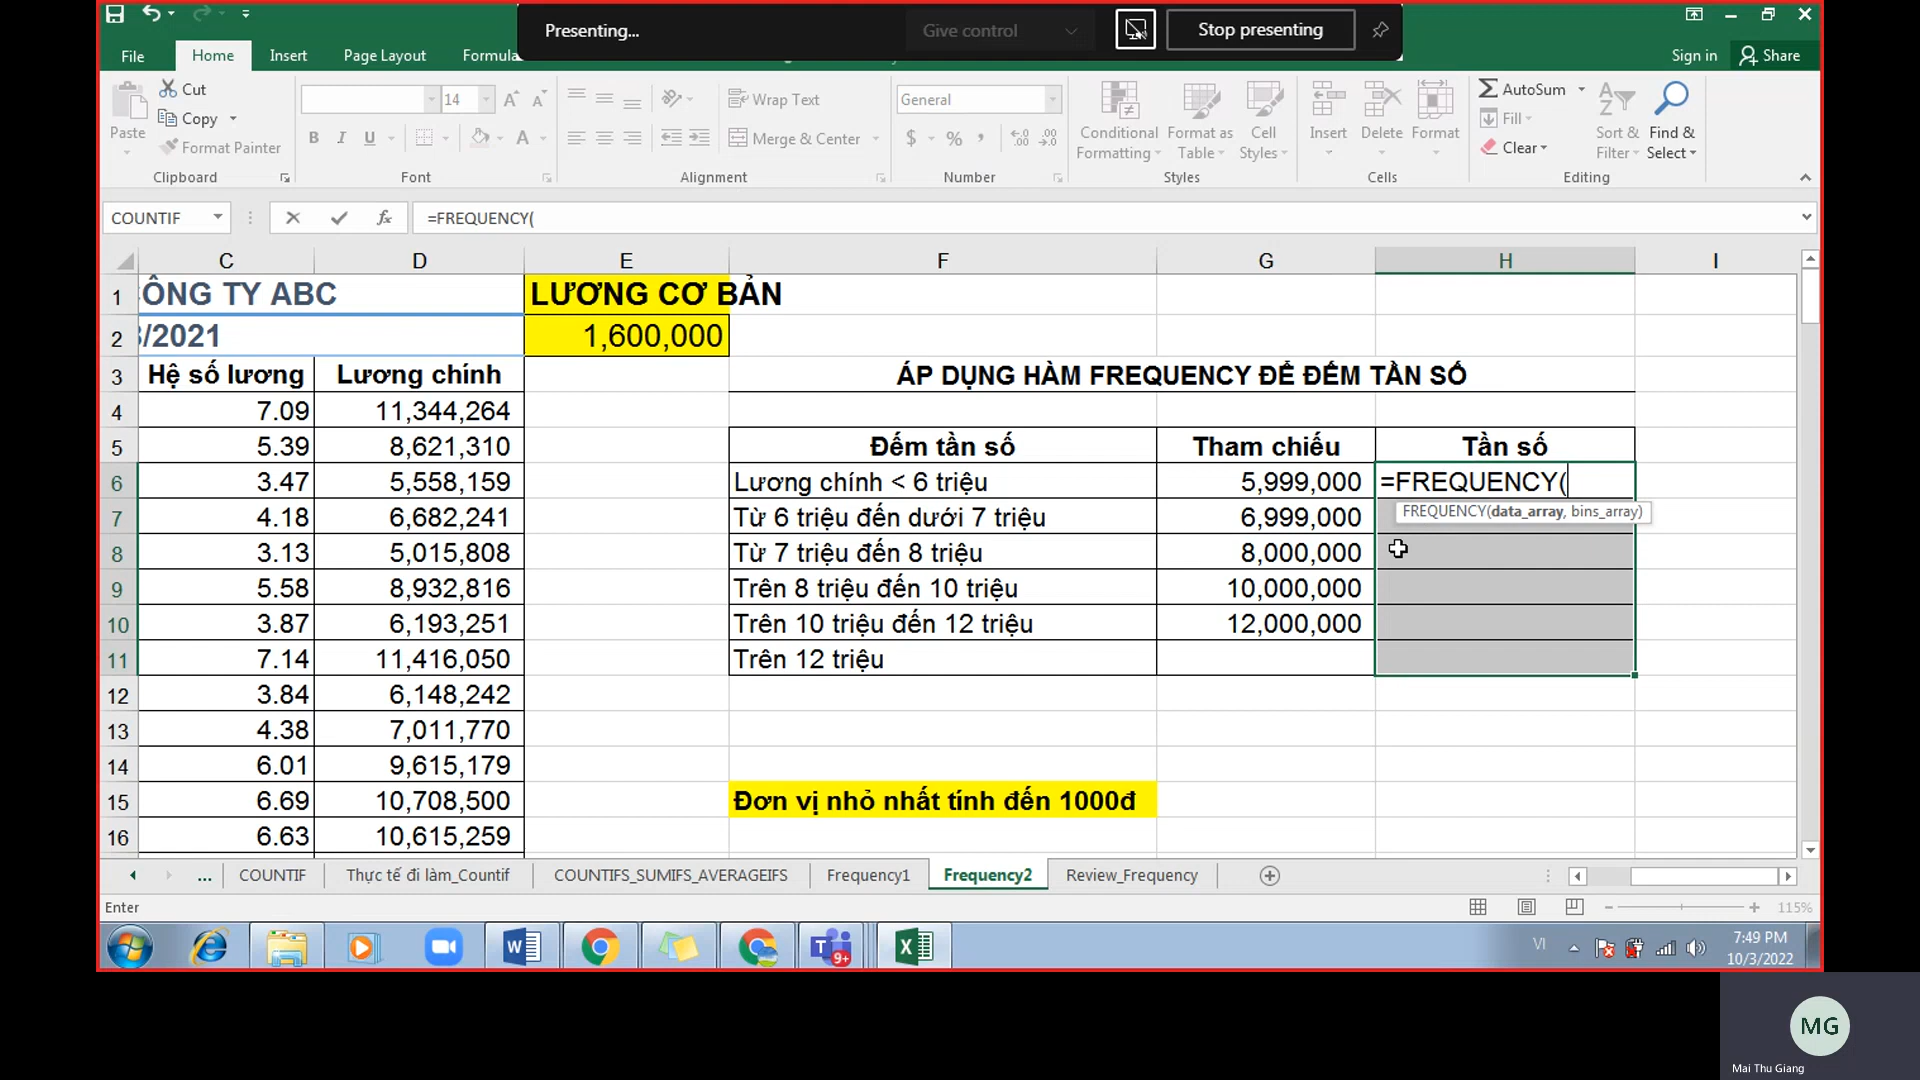 Presenting...
Give control
Stop presenting
File
Home
Insert
Page Layout
Formula
Sign in
Share
Paste
Cut
Copy
Format Painter
Clipboard
14
B I U
A
Font
Wrap Text
Merge & Center
Alignment
General
$ % ,
Number
Conditional Formatting
Format as Table
Cell Styles
Styles
Insert
Delete
Format
Cells
AutoSum
Fill
Clear
Sort & Filter
Find & Select
Editing
COUNTIF
fx
=FREQUENCY(
C D E F G H I
1 ÔNG TY ABC LƯƠNG CƠ BẢN
2 /2021 1,600,000
3 Hệ số lương Lương chính ÁP DỤNG HÀM FREQUENCY ĐỂ ĐẾM TẦN SỐ
4 7.09 11,344,264
5 5.39 8,621,310 Đếm tần số Tham chiếu Tần số
6 3.47 5,558,159 Lương chính < 6 triệu 5,999,000 =FREQUENCY(
FREQUENCY(data_array, bins_array)
7 4.18 6,682,241 Từ 6 triệu đến dưới 7 triệu 6,999,000
8 3.13 5,015,808 Từ 7 triệu đến 8 triệu 8,000,000
9 5.58 8,932,816 Trên 8 triệu đến 10 triệu 10,000,000
10 3.87 6,193,251 Trên 10 triệu đến 12 triệu 12,000,000
11 7.14 11,416,050 Trên 12 triệu
12 3.84 6,148,242
13 4.38 7,011,770
14 6.01 9,615,179
15 6.69 10,708,500 Đơn vị nhỏ nhất tính đến 1000đ
16 6.63 10,615,259
... COUNTIF Thực tế đi làm_Countif COUNTIFS_SUMIFS_AVERAGEIFS Frequency1 Frequency2 Review_Frequency
Enter
115%
VI
7:49 PM
10/3/2022
9+
MG
Mai Thu Giang